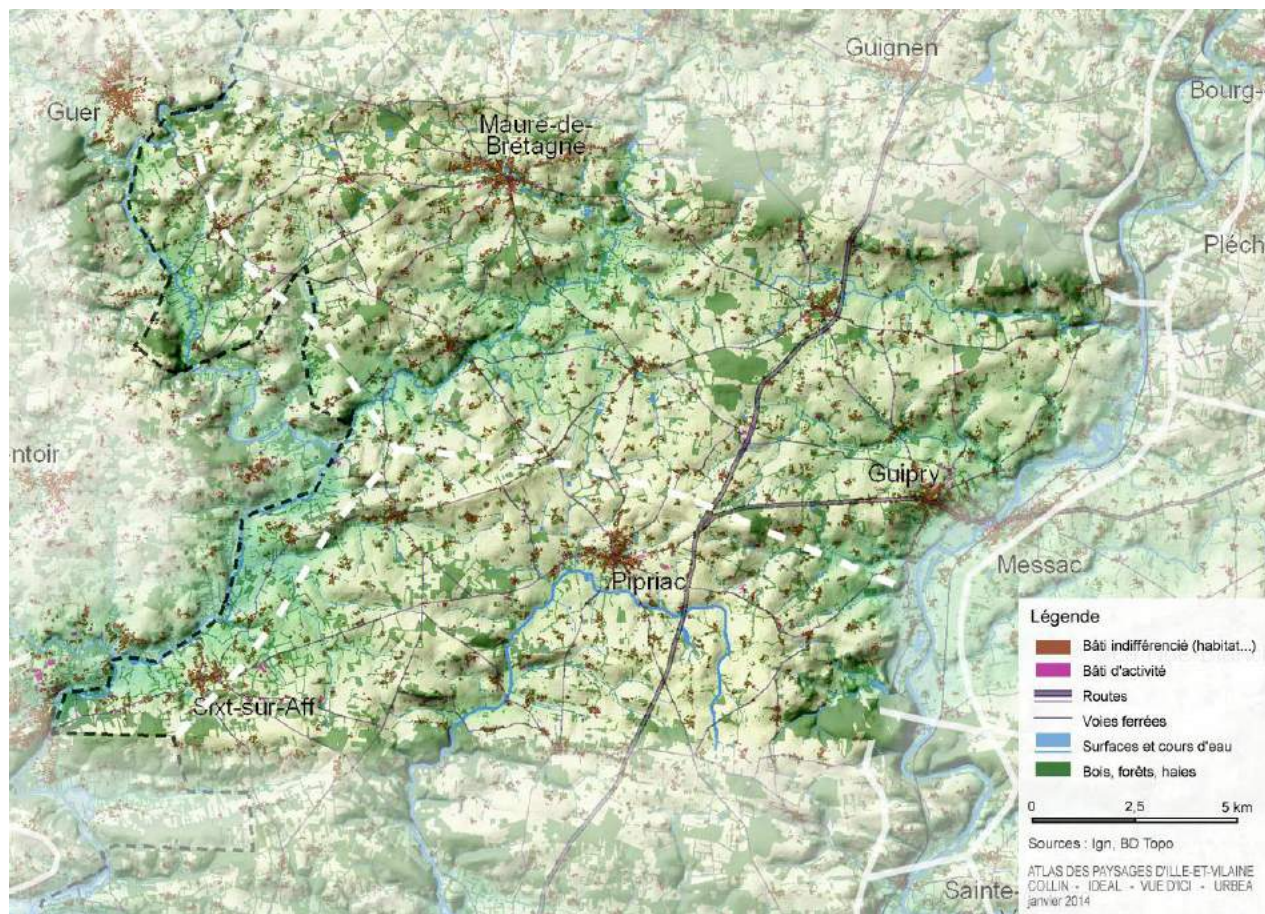 Guignen
Guer
Bourg-
Maure-de-
Bretagne
Pléch
ntoir
Guipry
Messac
Pipriac
Sixt-sur-Aff
Sainte-
Légende
Bâti indifférencié (habitat...)
Bâti d'activité
Routes
Voies ferrées
Surfaces et cours d'eau
Bois, forêts, haies
0 2,5 5 km
Sources : Ign, BD Topo
ATLAS DES PAYSAGES D'ILLE-ET-VILAINE
COLLIN - IDEAL - VUE D'ICI - URBEA
janvier 2014